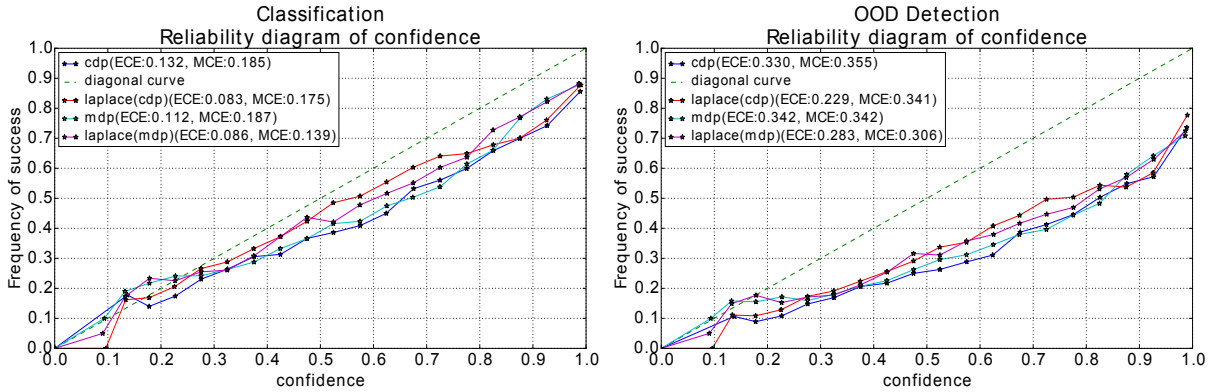 Classification
Reliability diagram of confidence
1.0
0.9
0.8
0.7
0.6
0.5
0.4
0.3
0.2
0.1
0.0
Frequency of success
cdp(ECE:0.132, MCE:0.185)
diagonal curve
laplace(cdp)(ECE:0.083, MCE:0.175)
mdp(ECE:0.112, MCE:0.187)
laplace(mdp)(ECE:0.086, MCE:0.139)
0.0 0.1 0.2 0.3 0.4 0.5 0.6 0.7 0.8 0.9 1.0
confidence
OOD Detection
Reliability diagram of confidence
1.0
0.9
0.8
0.7
0.6
0.5
0.4
0.3
0.2
0.1
0.0
Frequency of success
cdp(ECE:0.330, MCE:0.355)
diagonal curve
laplace(cdp)(ECE:0.229, MCE:0.341)
mdp(ECE:0.342, MCE:0.342)
laplace(mdp)(ECE:0.283, MCE:0.306)
0.0 0.1 0.2 0.3 0.4 0.5 0.6 0.7 0.8 0.9 1.0
confidence